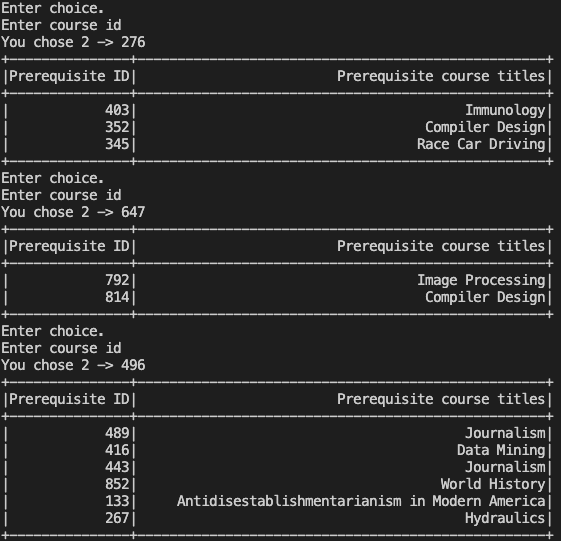 Enter choice.
Enter course id
You chose 2 -> 276
+---------------+---------------------------------------------------+
|Prerequisite ID|                         Prerequisite course titles|
+---------------+---------------------------------------------------+
|            403|                                         Immunology|
|            352|                                    Compiler Design|
|            345|                                   Race Car Driving|
+---------------+---------------------------------------------------+
Enter choice.
Enter course id
You chose 2 -> 647
+---------------+---------------------------------------------------+
|Prerequisite ID|                         Prerequisite course titles|
+---------------+---------------------------------------------------+
|            792|                                   Image Processing|
|            814|                                    Compiler Design|
+---------------+---------------------------------------------------+
Enter choice.
Enter course id
You chose 2 -> 496
+---------------+---------------------------------------------------+
|Prerequisite ID|                         Prerequisite course titles|
+---------------+---------------------------------------------------+
|            489|                                         Journalism|
|            416|                                        Data Mining|
|            443|                                         Journalism|
|            852|                                      World History|
|            133|     Antidisestablishmentarianism in Modern America|
|            267|                                         Hydraulics|
+---------------+---------------------------------------------------+